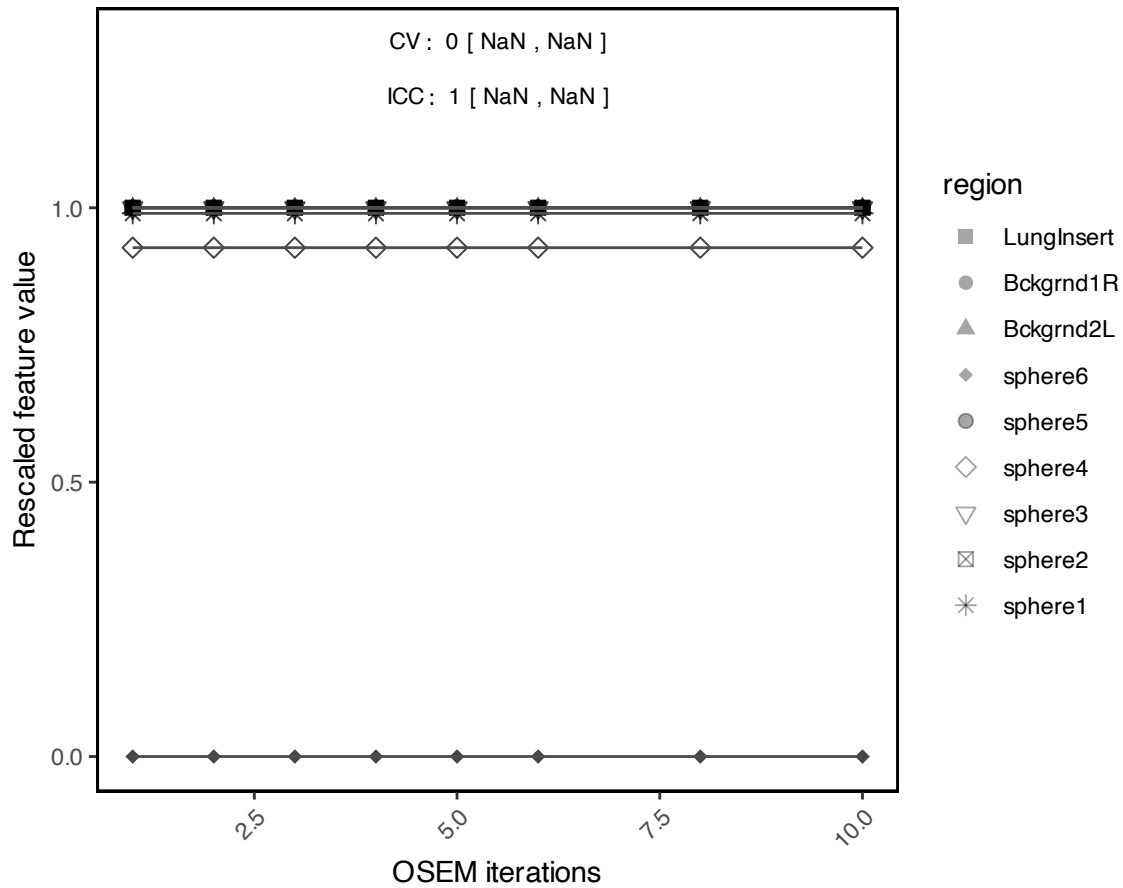 CV : 0 [ NaN , NaN ]
ICC : 1 [ NaN , NaN ]
Rescaled feature value
1.0
0.5
0.0
2.5
5.0
7.5
10.0
OSEM iterations
region
LungInsert
Bckgrnd1R
Bckgrnd2L
sphere6
sphere5
sphere4
sphere3
sphere2
sphere1